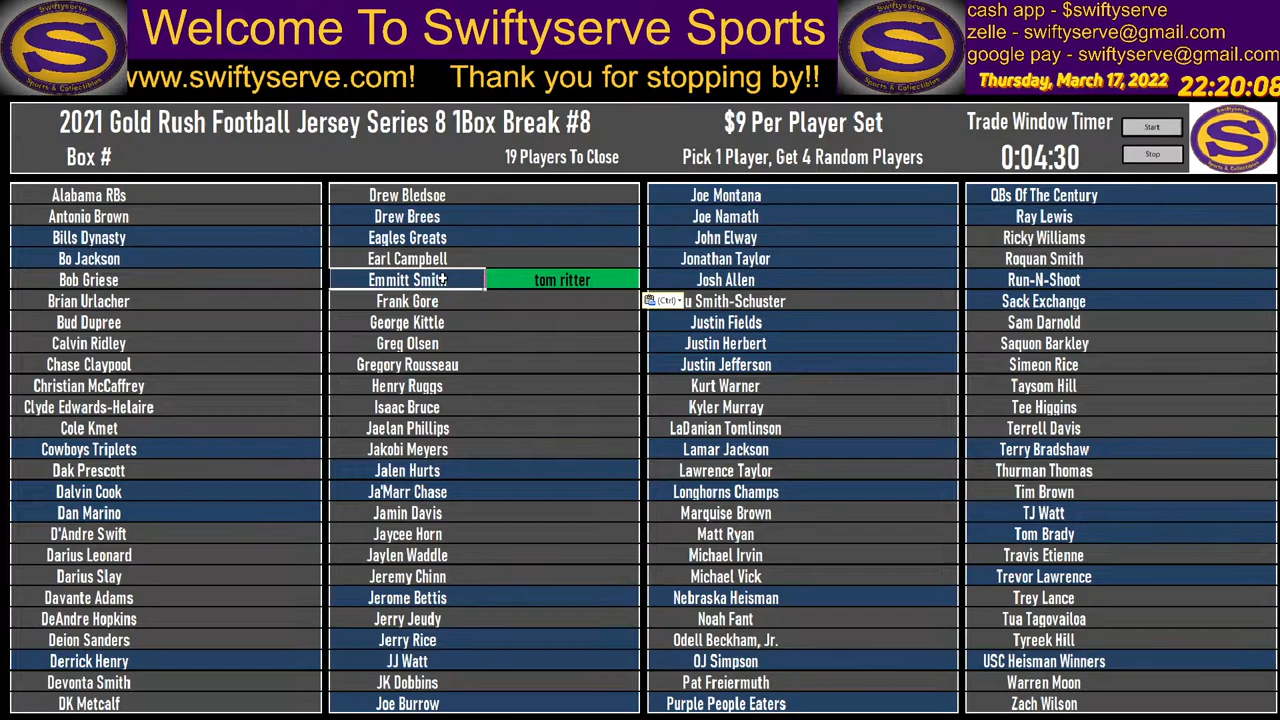 Welcome To Swiftyserve Sports
www.swiftyserve.com! Thank you for stopping by!!
cash app - $swiftyserve
zelle - swiftyserve@gmail.com
google pay - swiftyserve@gmail.com
Thursday, March 17, 2022 22:20:08
S
Sports & Collectibles
S
Sports & Collectibles
2021 Gold Rush Football Jersey Series 8 1Box Break #8
$9 Per Player Set
Trade Window Timer
Start
Box #
19 Players To Close
Pick 1 Player, Get 4 Random Players
0:04:30
Stop
Swiftyserve
S
Sports & Collectibles
Alabama RBs
Antonio Brown
Bills Dynasty
Bo Jackson
Bob Griese
Brian Urlacher
Bud Dupree
Calvin Ridley
Chase Claypool
Christian McCaffrey
Clyde Edwards-Helaire
Cole Kmet
Cowboys Triplets
Dak Prescott
Dalvin Cook
Dan Marino
D'Andre Swift
Darius Leonard
Darius Slay
Davante Adams
DeAndre Hopkins
Deion Sanders
Derrick Henry
Devonta Smith
DK Metcalf
Drew Bledsoe
Drew Brees
Eagles Greats
Earl Campbell
Emmitt Smith tom ritter
Frank Gore
George Kittle
Greg Olsen
Gregory Rousseau
Henry Ruggs
Isaac Bruce
Jaelan Phillips
Jakobi Meyers
Jalen Hurts
Ja'Marr Chase
Jamin Davis
Jaycee Horn
Jaylen Waddle
Jeremy Chinn
Jerome Bettis
Jerry Jeudy
Jerry Rice
JJ Watt
JK Dobbins
Joe Burrow
Joe Montana
Joe Namath
John Elway
Jonathan Taylor
Josh Allen
(Ctrl) u Smith-Schuster
Justin Fields
Justin Herbert
Justin Jefferson
Kurt Warner
Kyler Murray
LaDanian Tomlinson
Lamar Jackson
Lawrence Taylor
Longhorns Champs
Marquise Brown
Matt Ryan
Michael Irvin
Michael Vick
Nebraska Heisman
Noah Fant
Odell Beckham, Jr.
OJ Simpson
Pat Freiermuth
Purple People Eaters
QBs Of The Century
Ray Lewis
Ricky Williams
Roquan Smith
Run-N-Shoot
Sack Exchange
Sam Darnold
Saquon Barkley
Simeon Rice
Taysom Hill
Tee Higgins
Terrell Davis
Terry Bradshaw
Thurman Thomas
Tim Brown
TJ Watt
Tom Brady
Travis Etienne
Trevor Lawrence
Trey Lance
Tua Tagovailoa
Tyreek Hill
USC Heisman Winners
Warren Moon
Zach Wilson